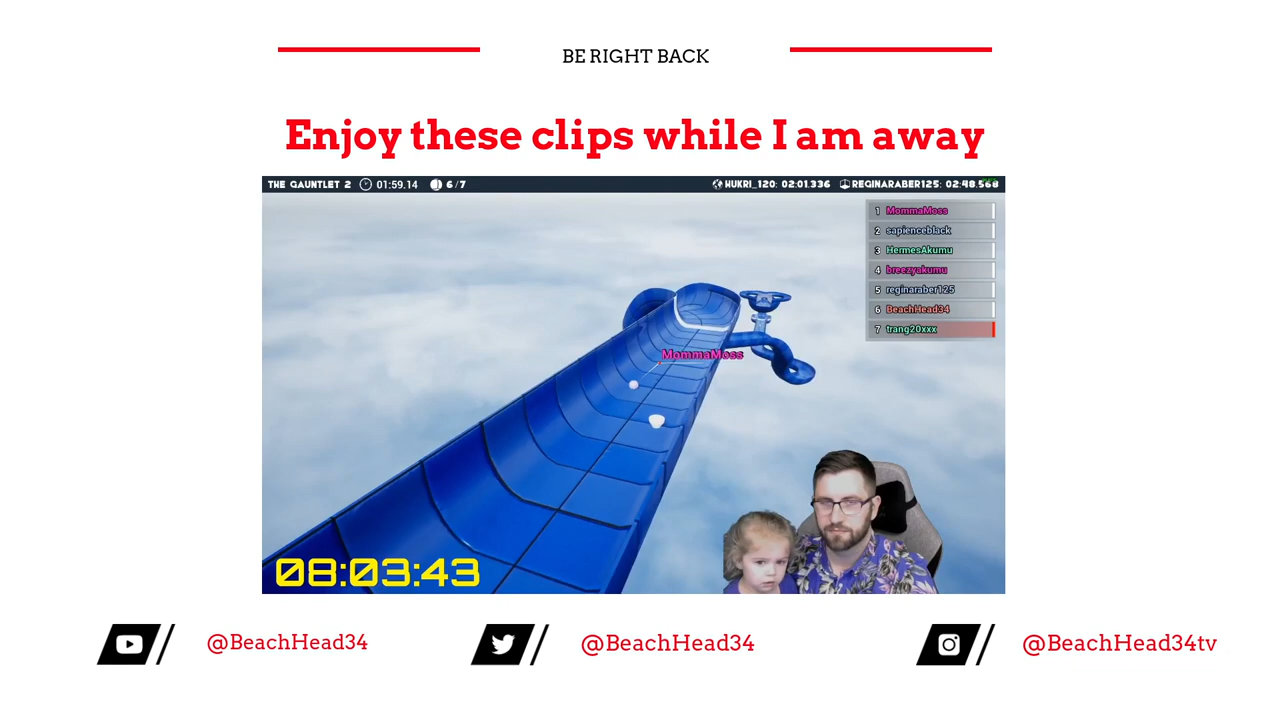 BE RIGHT BACK
Enjoy these clips while I am away
THE GAUNTLET 2 01:59.14 6/7 WUKRI_120: 02:01.336 REGINARABER125: 02:48.568
1 MommaMoss
2 sapienceblack
3 HermesAkumu
4 breezyakumu
5 reginaraber125
6 BeachHead34
7 trang20xxx
MommaMoss
08:03:43
@BeachHead34 @BeachHead34 @BeachHead34tv